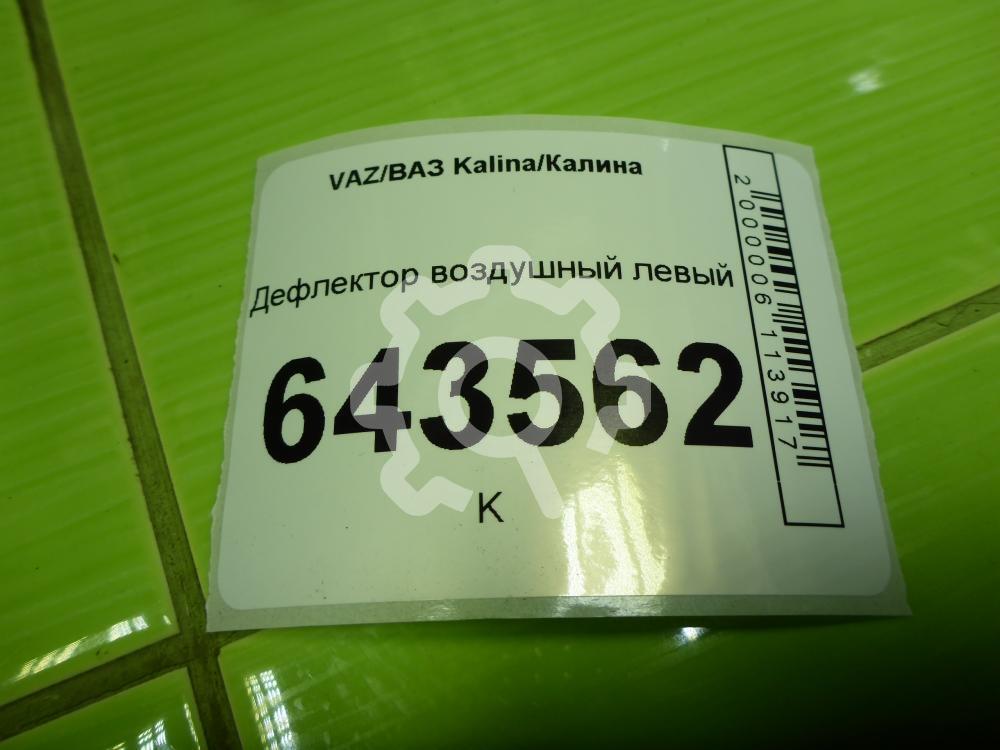 VAZ/ВАЗ Kalina/Калина
Дефлектор воздушный левый
643562
К
2000006113917